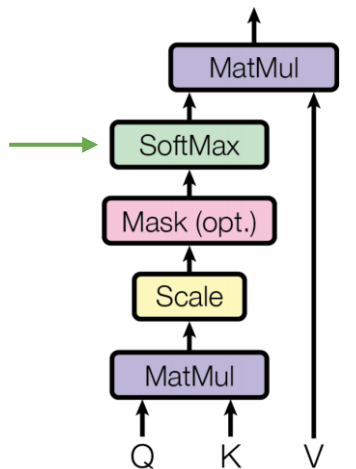 MatMul
SoftMax
Mask (opt.)
Scale
MatMul
Q K V